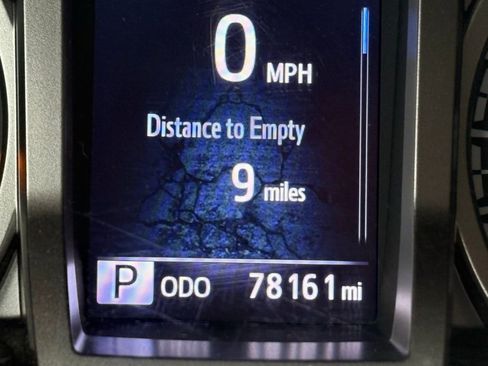 0 MPH
Distance to Empty
9 miles
P ODO 78161 mi